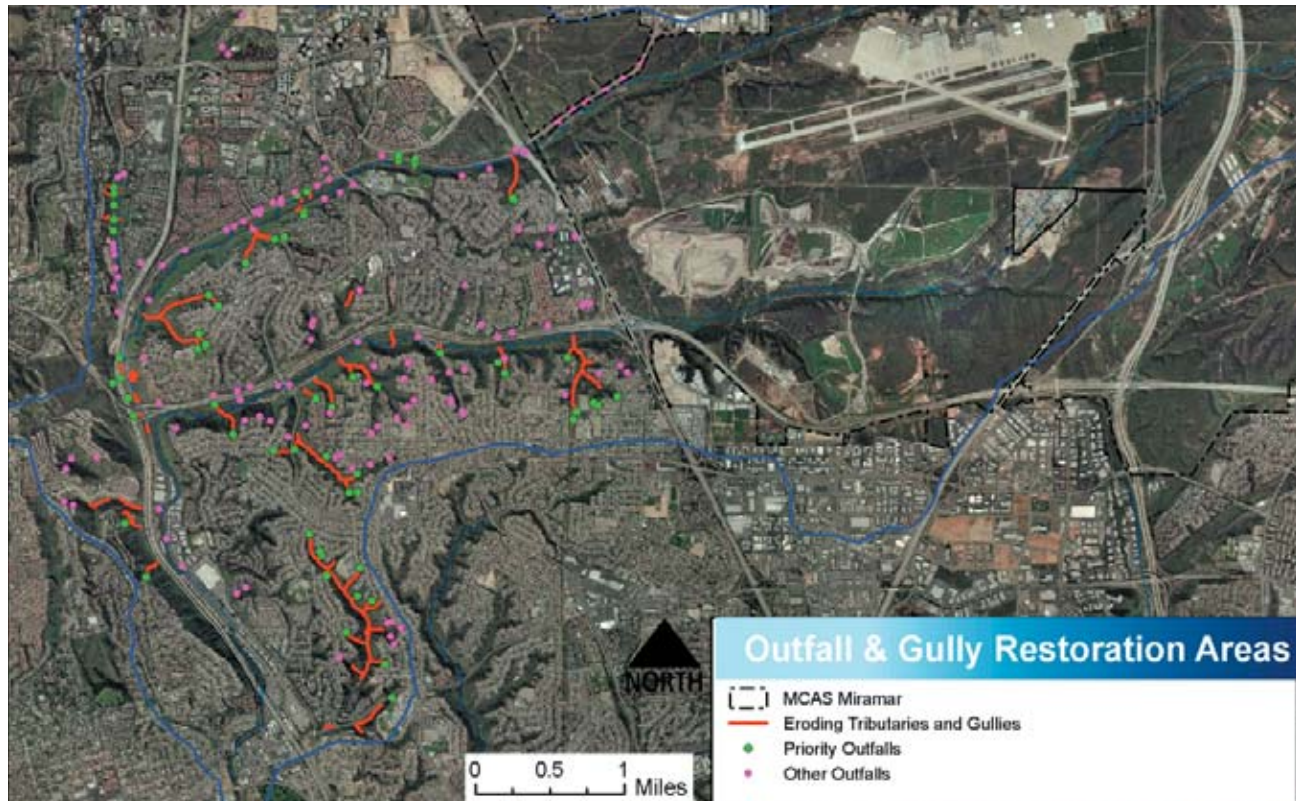 NORTH
0 0.5 1
Miles
Outfall & Gully Restoration Areas
MCAS Miramar
Eroding Tributaries and Gullies
Priority Outfalls
Other Outfalls